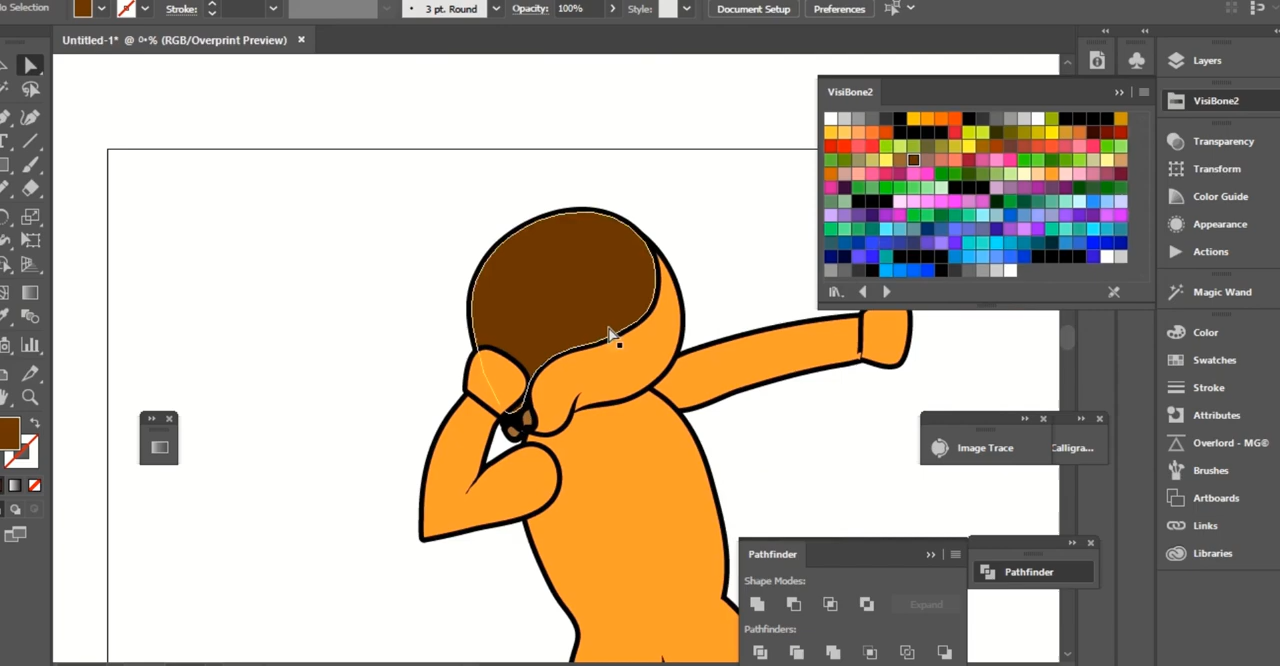 No Selection
Stroke:
3 pt. Round
Opacity:
100%
Style:
Document Setup
Preferences
Untitled-1* @
% (RGB/Overprint Preview)
VisiBone2
Layers
VisiBone2
Transparency
Transform
Color Guide
Appearance
Actions
Magic Wand
Color
Swatches
Stroke
Attributes
Overlord - MG®
Brushes
Artboards
Links
Libraries
Image Trace
Calligra...
Pathfinder
Shape Modes:
Expand
Pathfinders:
Pathfinder